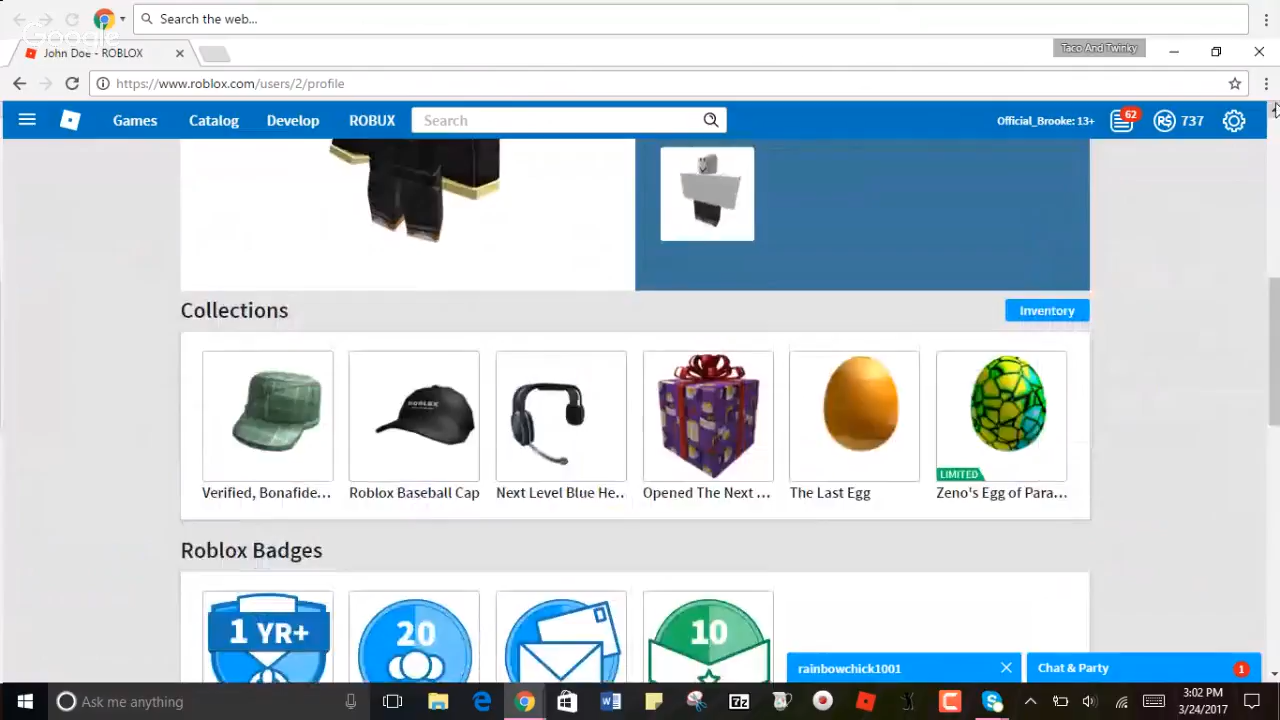 Search the web...
Google
John Doe - ROBLOX
Taco And Twinky
https://www.roblox.com/users/2/profile
Games
Catalog
Develop
ROBUX
Search
Official_Brooke: 13+
62
R$ 737
Collections
Inventory
ROBLOX
LIMITED
Verified, Bonafide...
Roblox Baseball Cap
Next Level Blue He...
Opened The Next ...
The Last Egg
Zeno's Egg of Para...
Roblox Badges
1 YR+
20
10
rainbowchick1001
Chat & Party
1
Ask me anything
7z
3:02 PM
3/24/2017